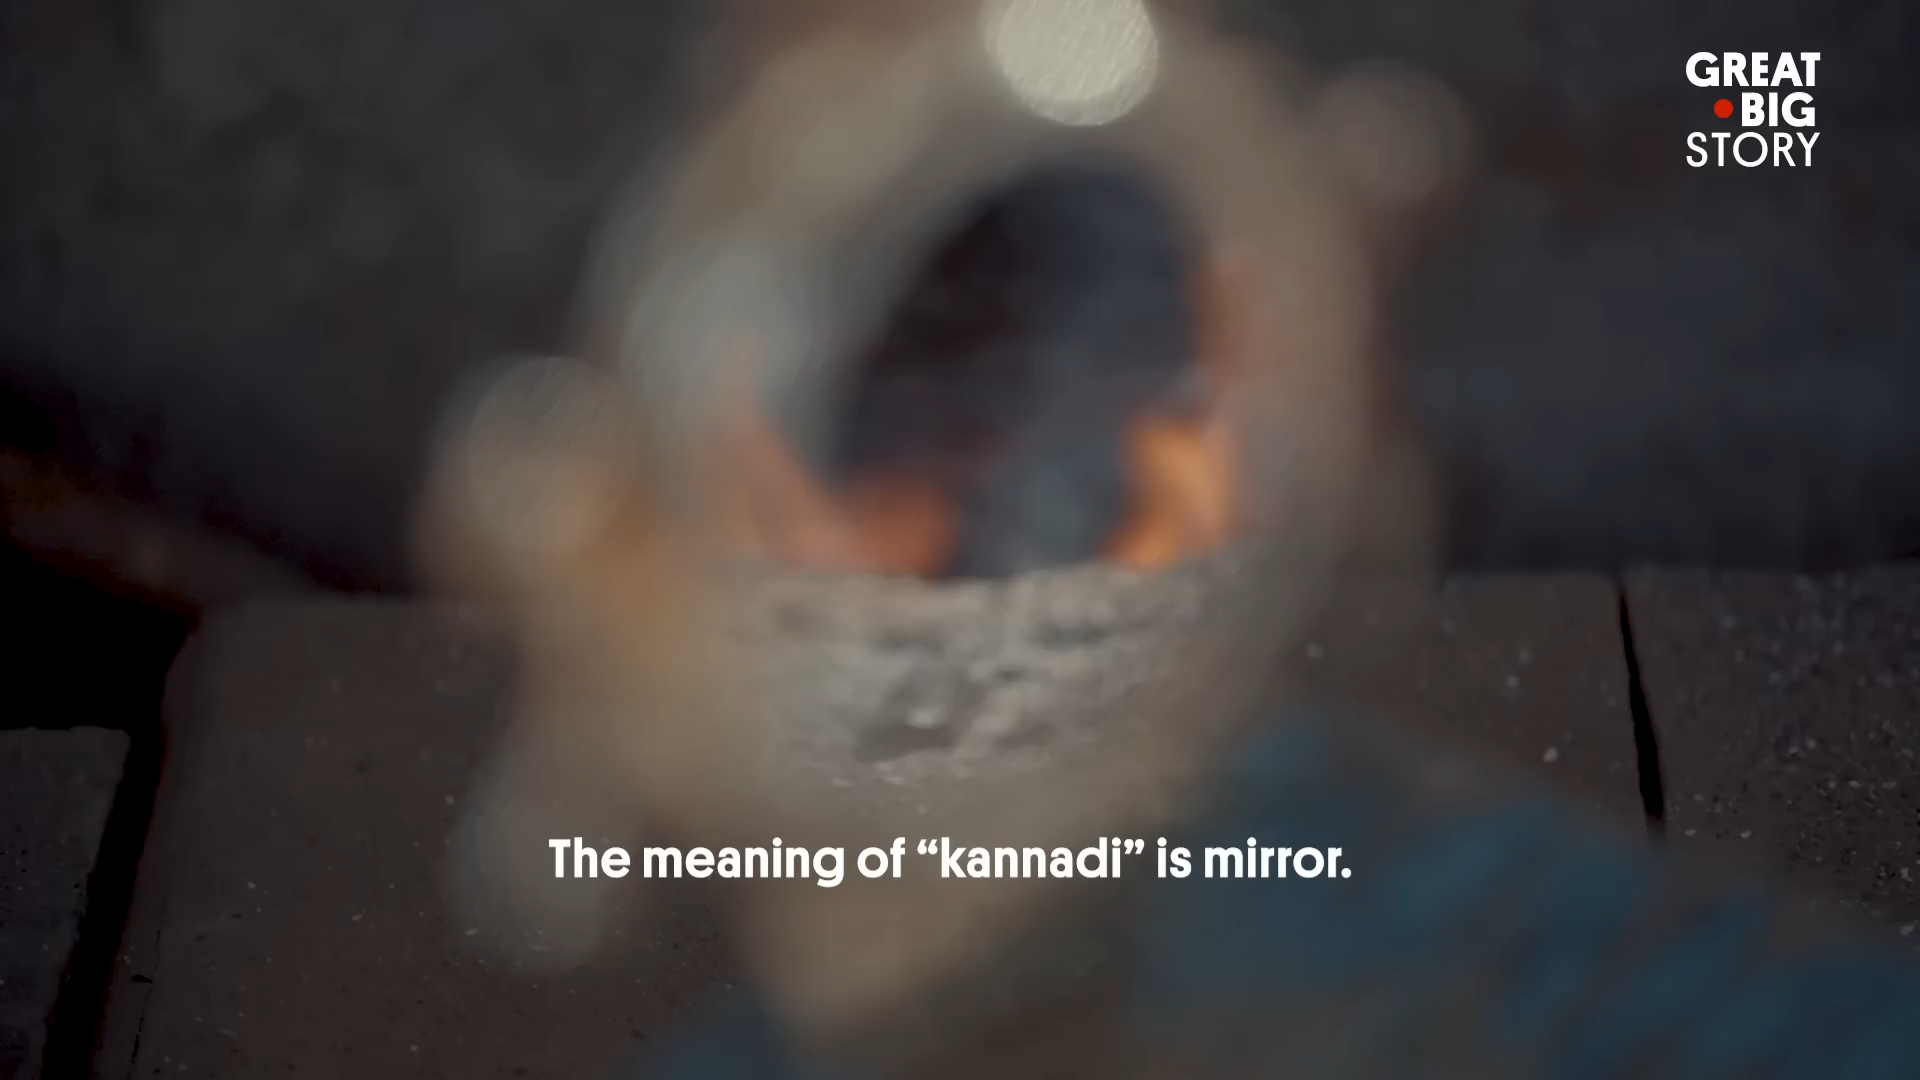 GREAT
BIG
STORY
The meaning of “kannadi” is mirror.